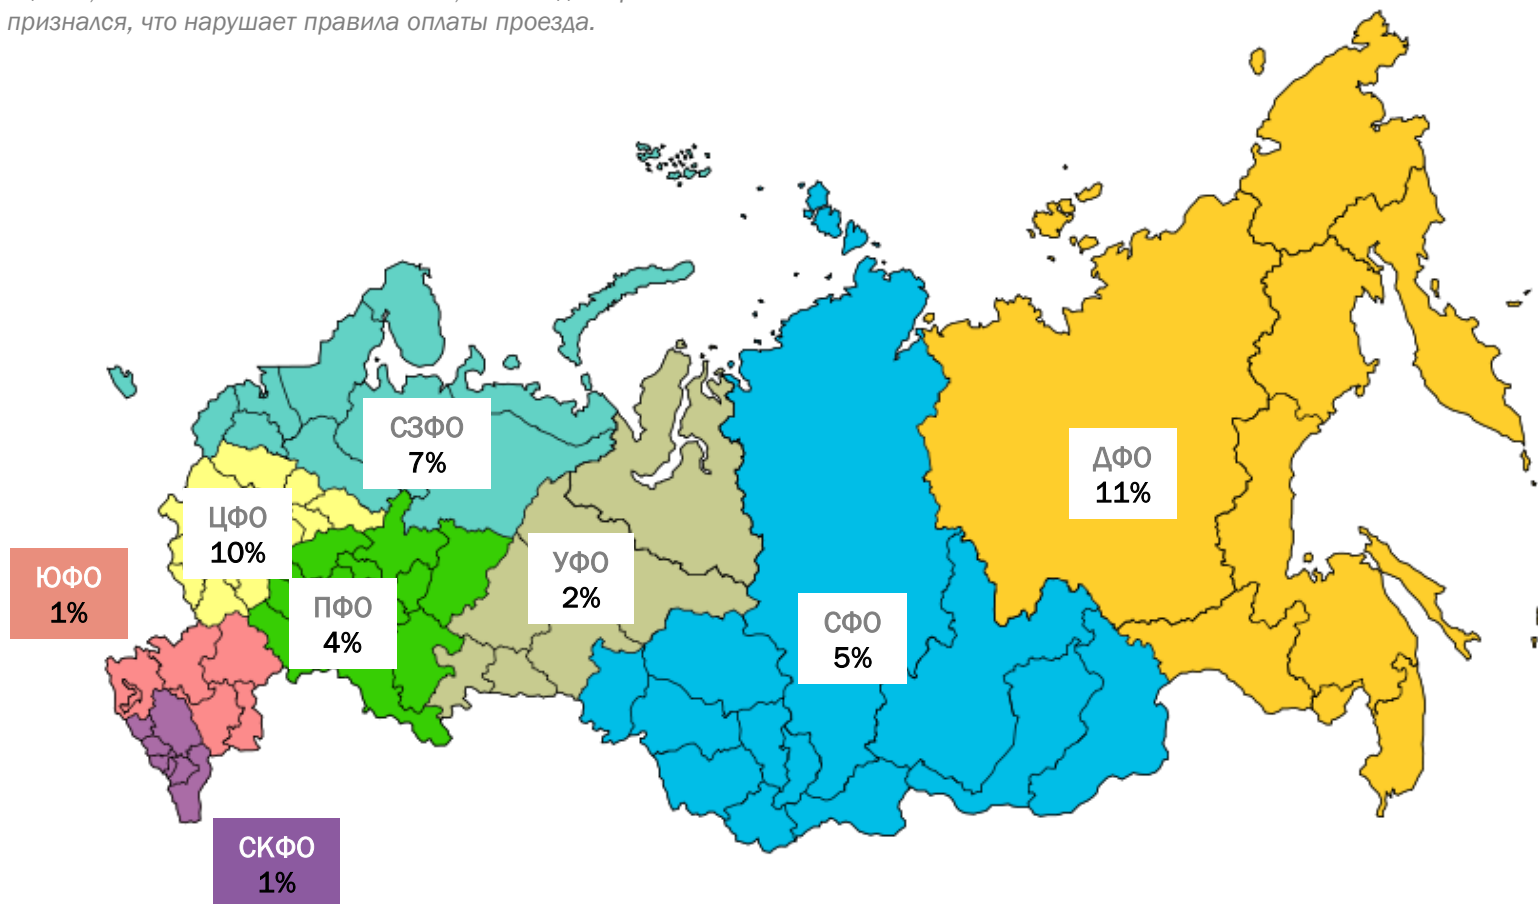 признался, что нарушает правила оплаты проезда.
СЗФО
7%
ДФО
11%
ЦФО
10%
УФО
2%
ЮФО
1%
ПФО
4%
СФО
5%
СКФО
1%